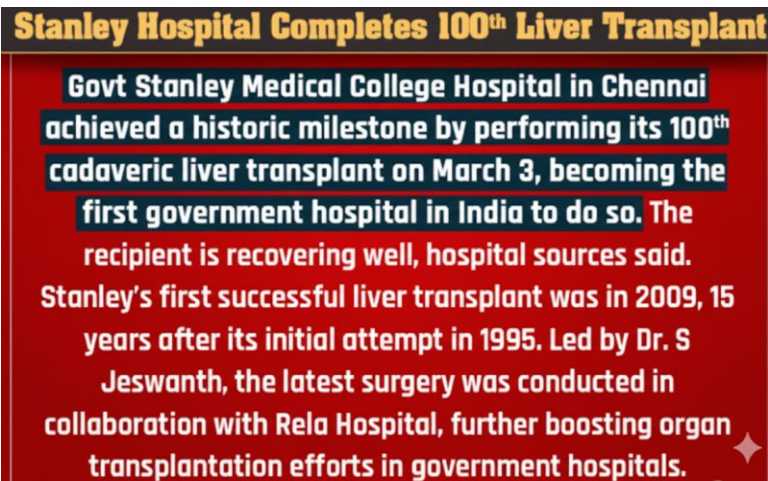 Stanley Hospital Completes 100th Liver Transplant
Govt Stanley Medical College Hospital in Chennai
achieved a historic milestone by performing its 100th
cadaveric liver transplant on March 3, becoming the
first government hospital in India to do so. The
recipient is recovering well, hospital sources said.
Stanley's first successful liver transplant was in 2009, 15
years after its initial attempt in 1995. Led by Dr. S
Jeswanth, the latest surgery was conducted in
collaboration with Rela Hospital, further boosting organ
transplantation efforts in government hospitals.